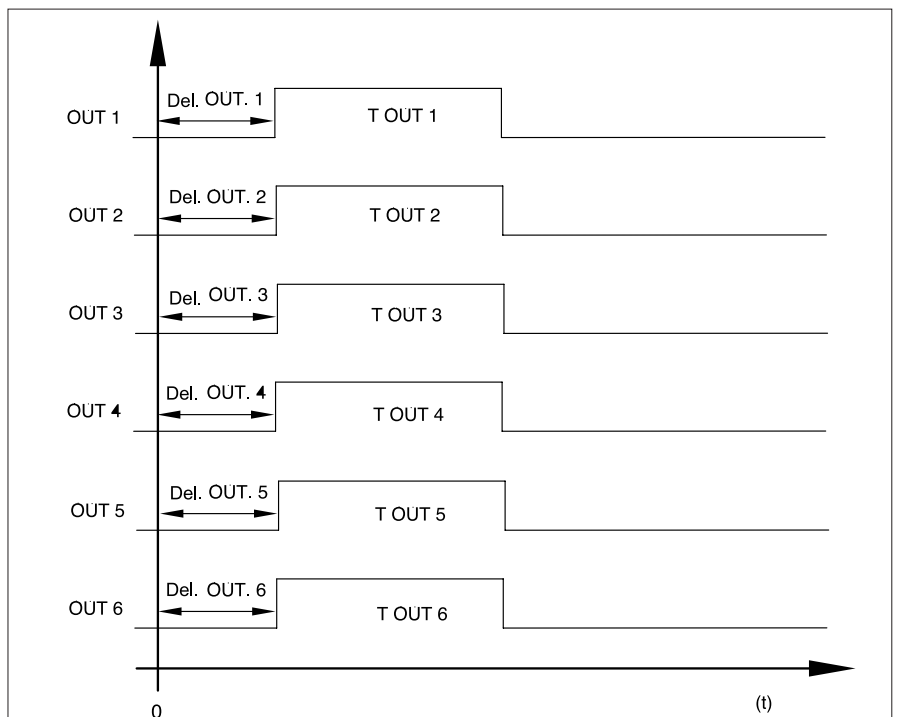 Del. OUT. 1
OUT 1
T OUT 1
Del. OUT. 2
OUT 2
T OUT 2
Del. OUT. 3
OUT 3
T OUT 3
Del. OUT. 4
OUT 4
T OUT 4
Del. OUT. 5
OUT 5
T OUT 5
Del. OUT. 6
OUT 6
T OUT 6
0
(t)